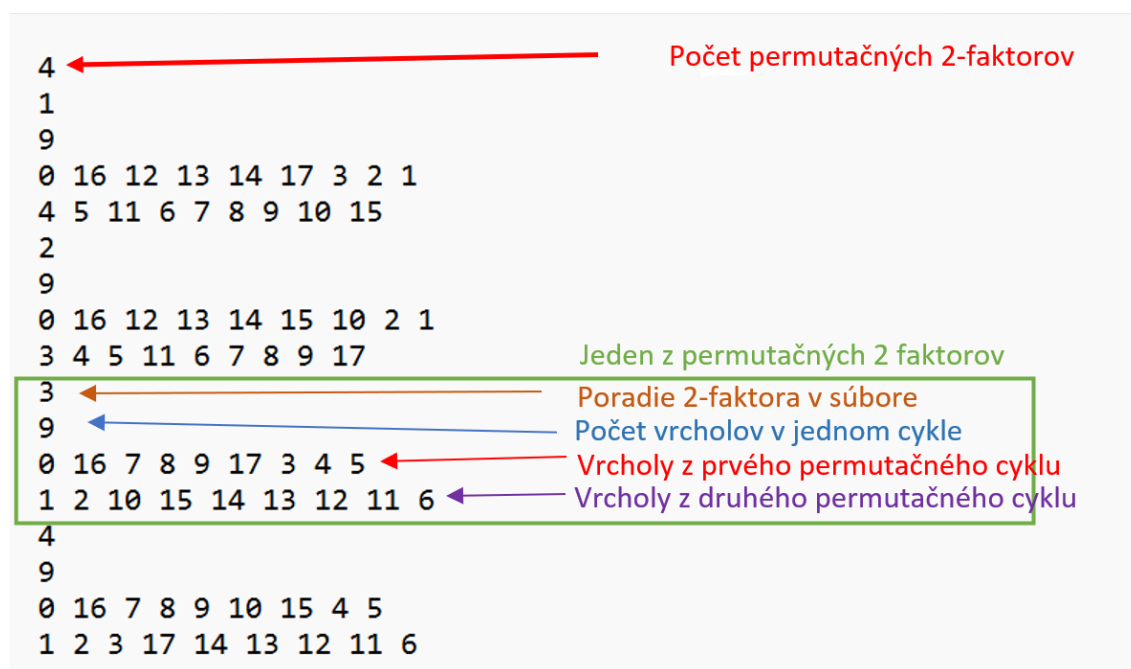 4 Počet permutačných 2-faktorov
1
9
0 16 12 13 14 17 3 2 1
4 5 11 6 7 8 9 10 15
2
9
0 16 12 13 14 15 10 2 1
3 4 5 11 6 7 8 9 17
Jeden z permutačných 2 faktorov
3 Poradie 2-faktora v súbore
9 Počet vrcholov v jednom cykle
0 16 7 8 9 17 3 4 5 Vrcholy z prvého permutačného cyklu
1 2 10 15 14 13 12 11 6 Vrcholy z druhého permutačného cyklu
4
9
0 16 7 8 9 10 15 4 5
1 2 3 17 14 13 12 11 6